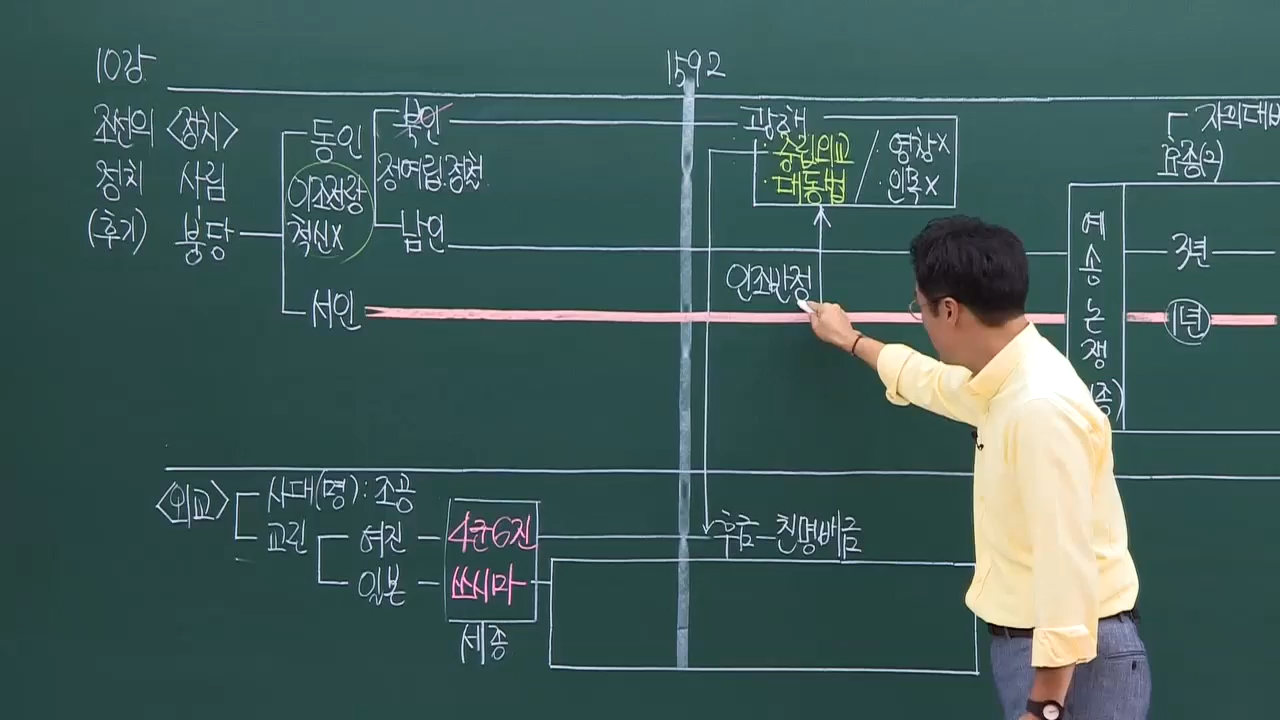 10강
1592
조선의 <정치>
정치 사림
(후기) 붕당
동인
이조전랑
척신X
서인
북인
정여립.정철
남인
광해
·중립외교
·대동법
/
·영창X
·인목X
인조반정
예송논쟁
자의대비
효종(2)
3년
1년
<외교>
사대(명):조공
교린
여진
일본
4군6진
쓰시마
세종
후금-친명배금